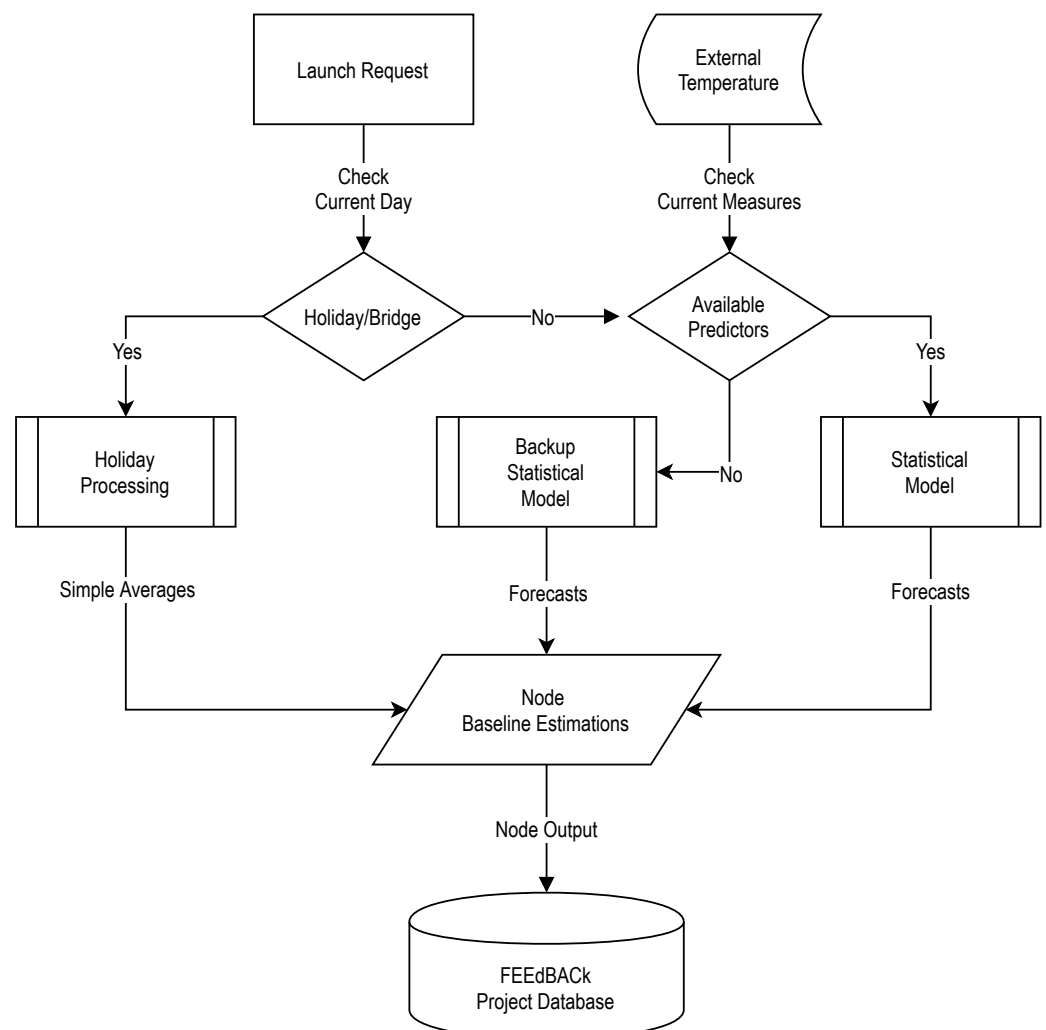 Launch Request
External
Temperature
Check
Current Day
Check
Current Measures
Holiday/Bridge
No
Available
Predictors
Yes
Yes
Holiday
Processing
Backup
Statistical
Model
No
Statistical
Model
Simple Averages
Forecasts
Forecasts
Node
Baseline Estimations
Node Output
FEEdBACk
Project Database